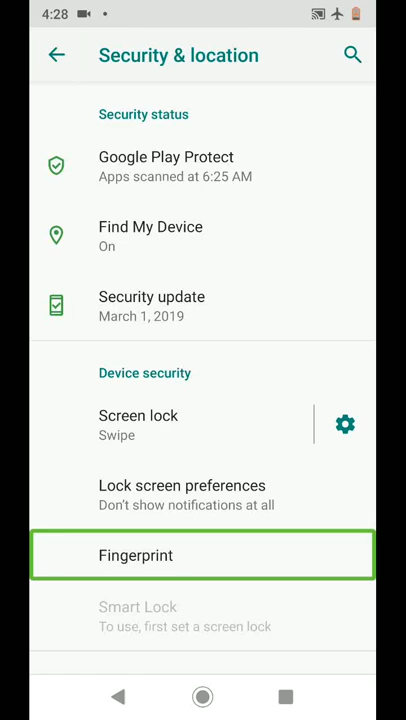 4:28
Security & location
Security status
Google Play Protect
Apps scanned at 6:25 AM
Find My Device
On
Security update
March 1, 2019
Device security
Screen lock
Swipe
Lock screen preferences
Don't show notifications at all
Fingerprint
Smart Lock
To use, first set a screen lock